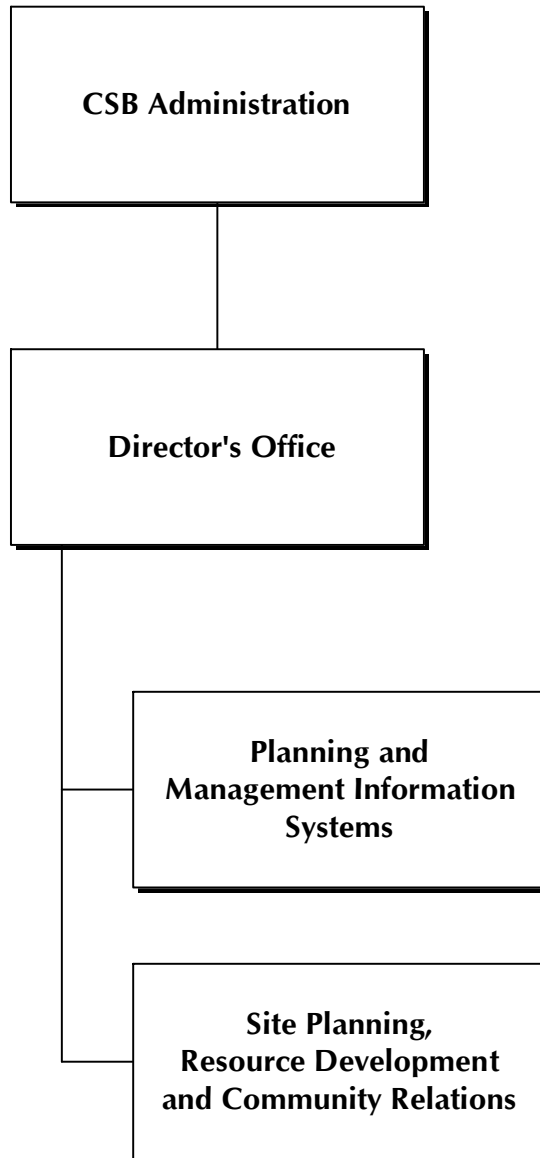 CSB Administration
Director's Office
Planning and
Management Information
Systems
Site Planning,
Resource Development
and Community Relations